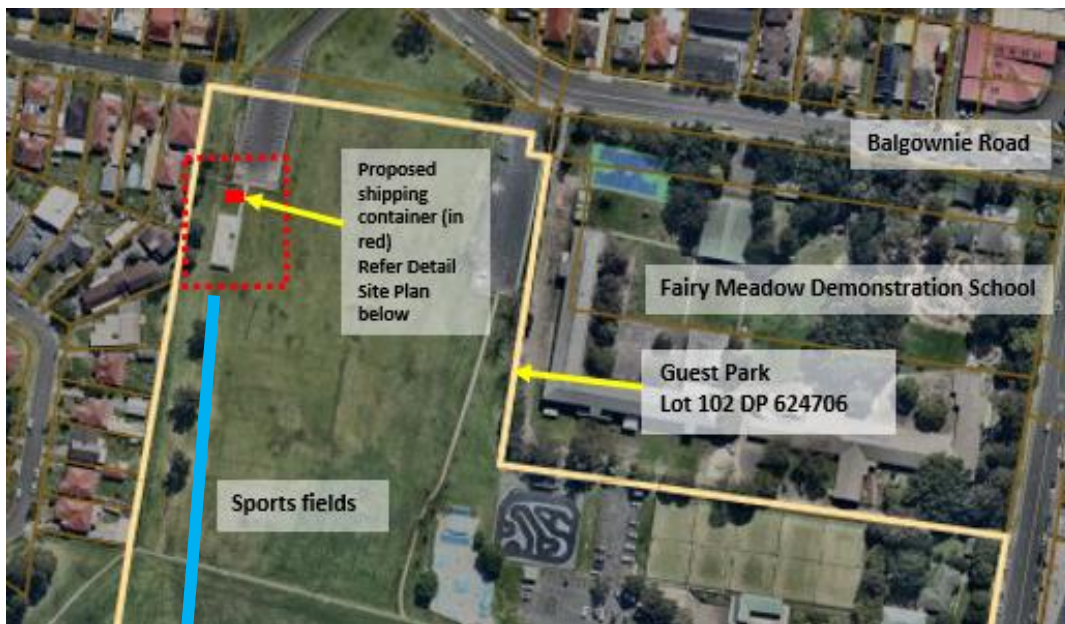 Balgownie Road
Proposed
shipping
container (in
red)
Refer Detail
Site Plan
below
Fairy Meadow Demonstration School
Guest Park
Lot 102 DP 624706
Sports fields